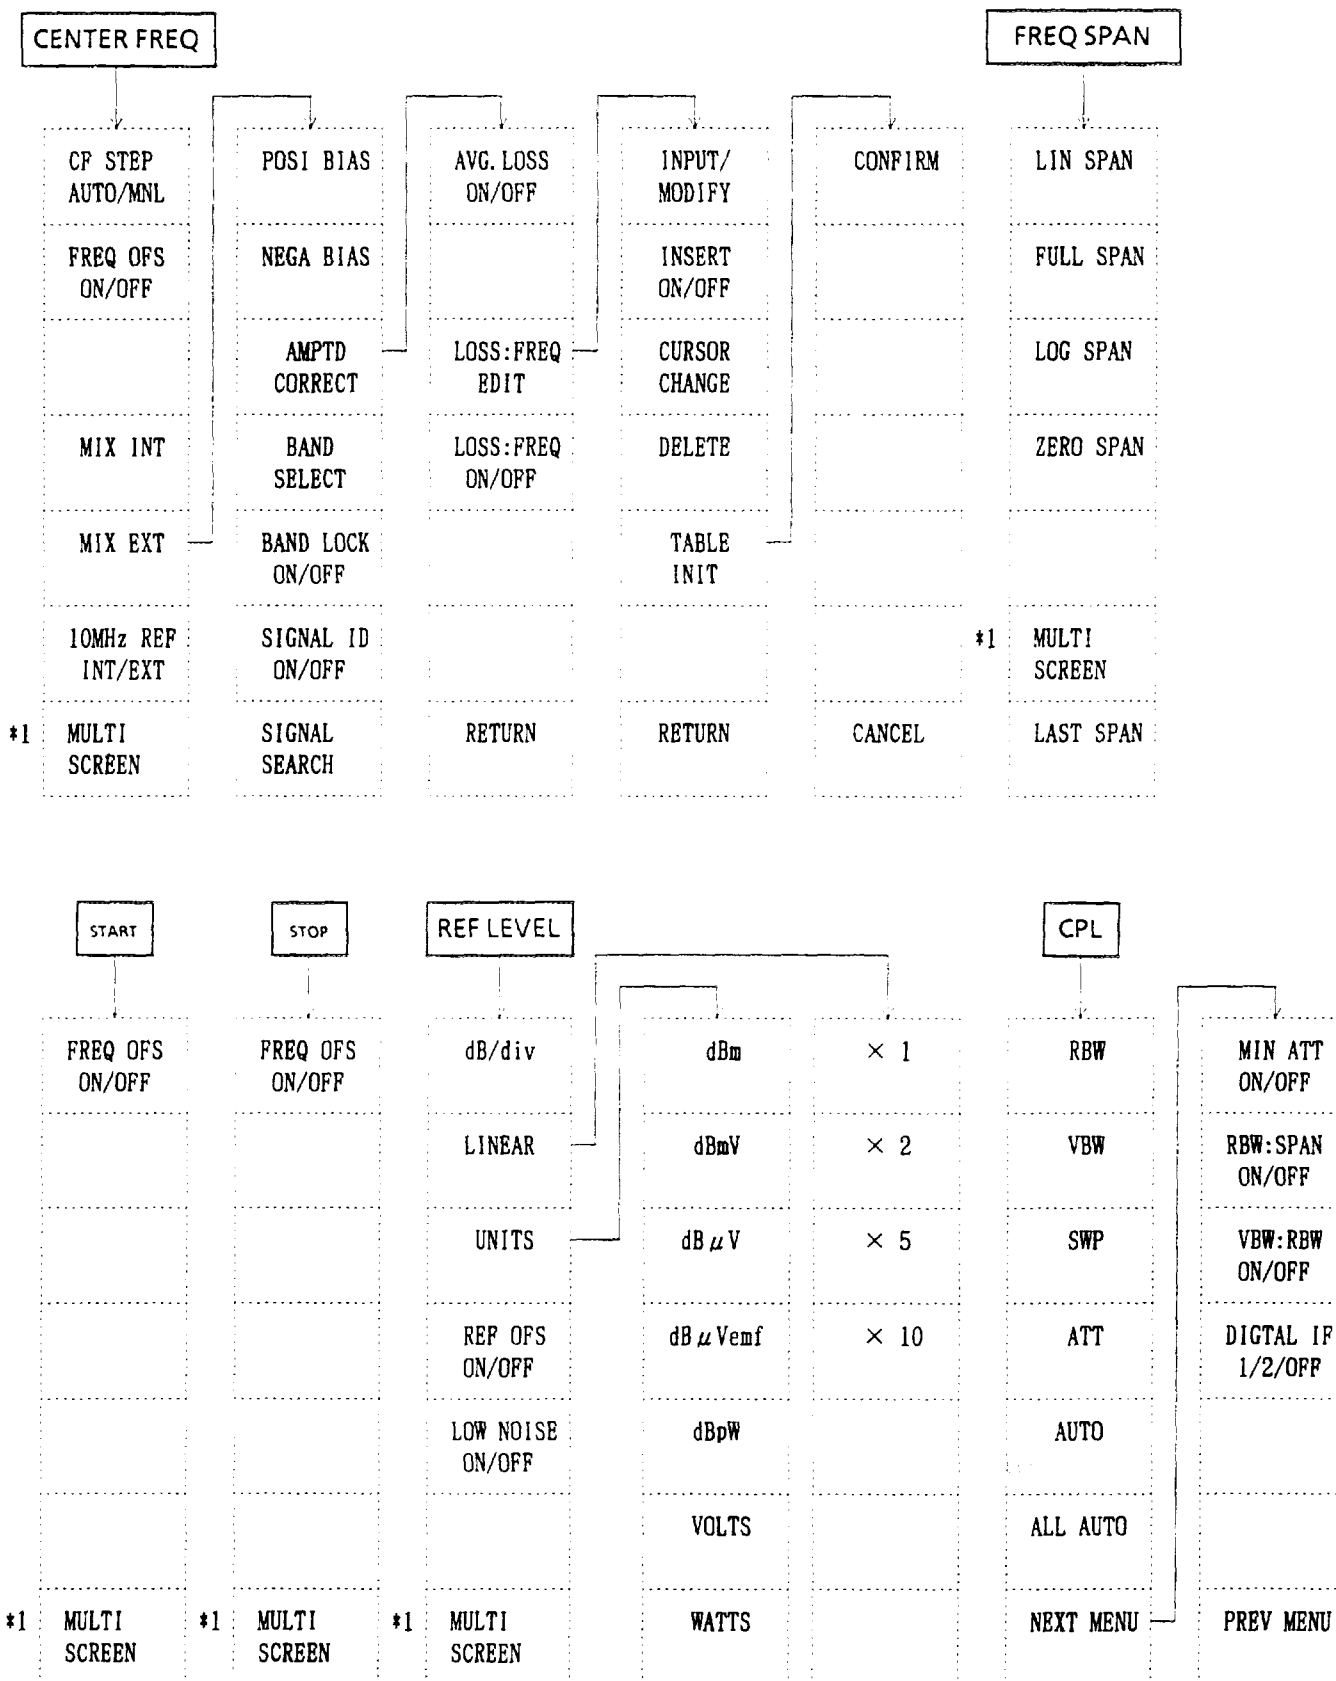 CENTER FREQ
CF STEP
AUTO/MNL
FREQ OFS
ON/OFF
MIX INT
MIX EXT
10MHz REF
INT/EXT
*1 MULTI
SCREEN
POSI BIAS
NEGA BIAS
AMPTD
CORRECT
BAND
SELECT
BAND LOCK
ON/OFF
SIGNAL ID
ON/OFF
SIGNAL
SEARCH
AVG.LOSS
ON/OFF
LOSS:FREQ
EDIT
LOSS:FREQ
ON/OFF
RETURN
INPUT/
MODIFY
INSERT
ON/OFF
CURSOR
CHANGE
DELETE
TABLE
INIT
RETURN
CONFIRM
CANCEL
FREQ SPAN
LIN SPAN
FULL SPAN
LOG SPAN
ZERO SPAN
*1 MULTI
SCREEN
LAST SPAN
START
FREQ OFS
ON/OFF
*1 MULTI
SCREEN
STOP
FREQ OFS
ON/OFF
*1 MULTI
SCREEN
REF LEVEL
dB/div
LINEAR
UNITS
REF OFS
ON/OFF
LOW NOISE
ON/OFF
*1 MULTI
SCREEN
dBm
dBmV
dBμV
dBμVemf
dBpW
VOLTS
WATTS
× 1
× 2
× 5
× 10
CPL
RBW
VBW
SWP
ATT
AUTO
ALL AUTO
NEXT MENU
MIN ATT
ON/OFF
RBW:SPAN
ON/OFF
VBW:RBW
ON/OFF
DIGTAL IF
1/2/OFF
PREV MENU